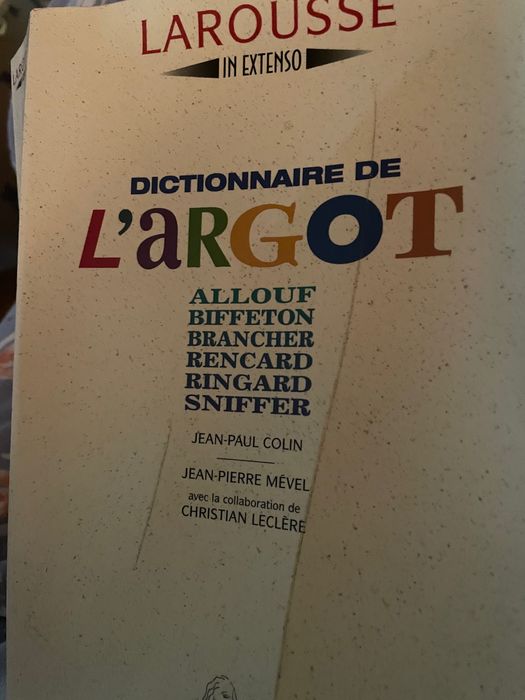 LAROUSSE
IN EXTENSO
DICTIONNAIRE DE
L'aRGOT
ALLOUF
BIFFETON
BRANCHER
RENCARD
RINGARD
SNIFFER
JEAN-PAUL COLIN
JEAN-PIERRE MÉVEL
avec la collaboration de
CHRISTIAN LECLÈRE